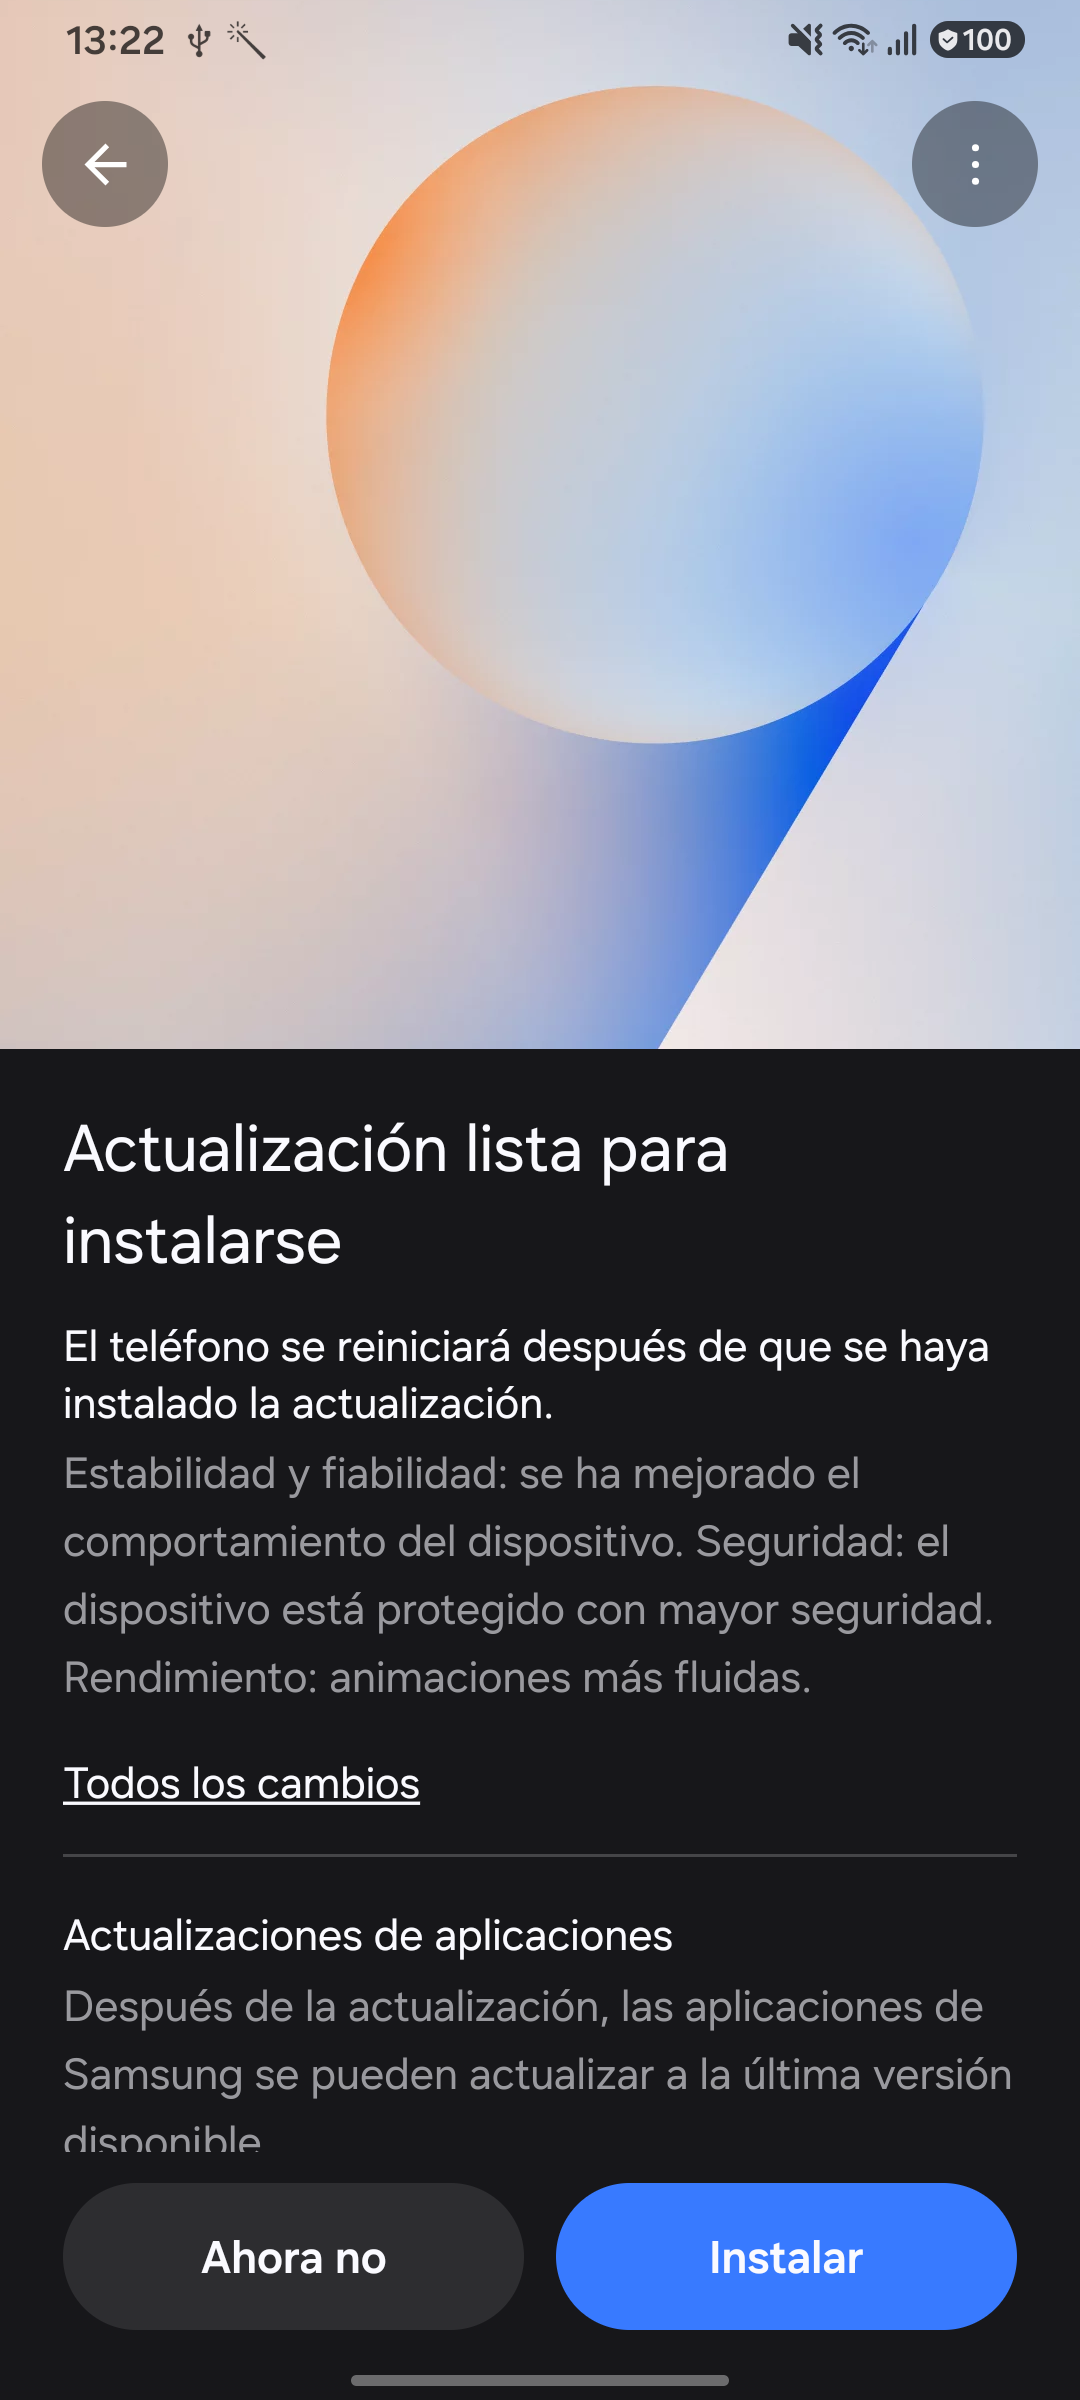 13:22
100
Actualización lista para
instalarse
El teléfono se reiniciará después de que se haya
instalado la actualización.
Estabilidad y fiabilidad: se ha mejorado el
comportamiento del dispositivo. Seguridad: el
dispositivo está protegido con mayor seguridad.
Rendimiento: animaciones más fluidas.
Todos los cambios
Actualizaciones de aplicaciones
Después de la actualización, las aplicaciones de
Samsung se pueden actualizar a la última versión
disponible
Ahora no
Instalar